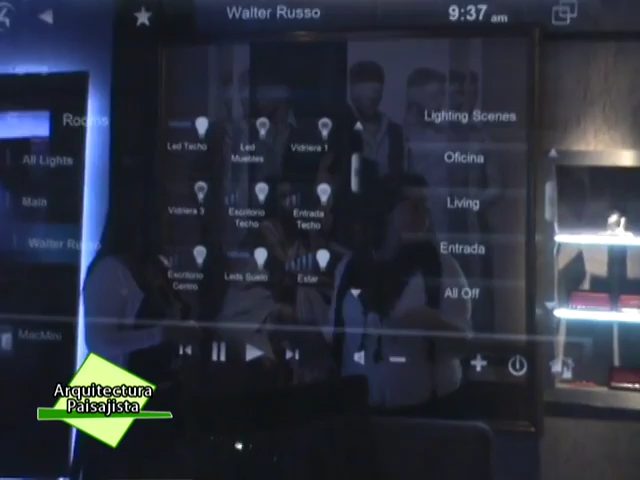 Walter Russo
9:37 am
Rooms
All Lights
Main
Walter Russo
MacMini
Led Techo
Led
Muebles
Vidriera 1
Vidriera 3
Escritorio
Techo
Entrada
Techo
Escritorio
Centro
Leds Suelo
Estar
Lighting Scenes
Oficina
Living
Entrada
All Off
Arquitectura
Paisajista